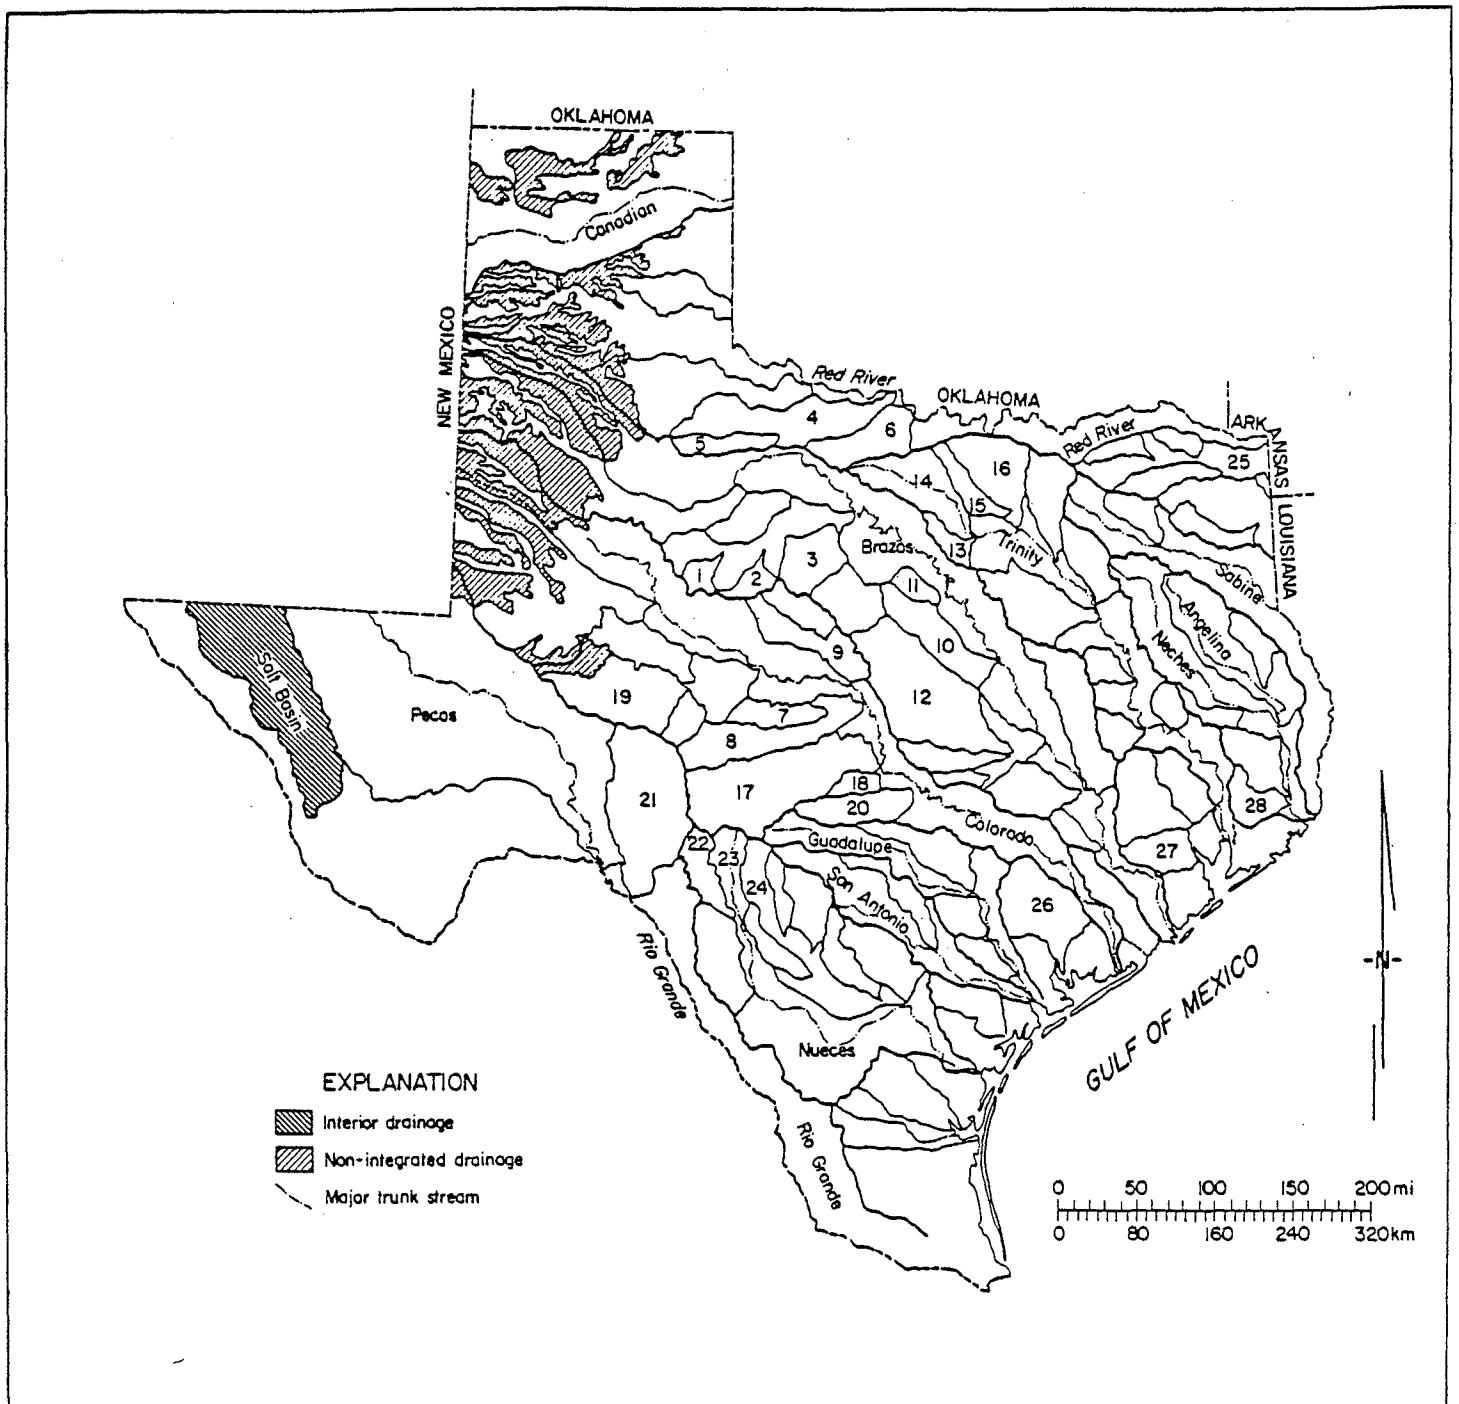 OKLAHOMA
Canadian
NEW MEXICO
Red River
OKLAHOMA
ARKANSAS
Red River
4
6
5
25
16
14
15
LOUISIANA
Brazos
13
Trinity
3
1
2
11
Sabine
Angelina
Neches
10
9
Salt Basin
19
12
Pecos
7
8
18
17
21
20
28
Colorado
Guadalupe
22
23
27
24
San Antonio
26
Rio Grande
-N-
GULF OF MEXICO
Nueces
EXPLANATION
Interior drainage
Non-integrated drainage
Major trunk stream
Rio Grande
0 50 100 150 200mi
0 80 160 240 320km